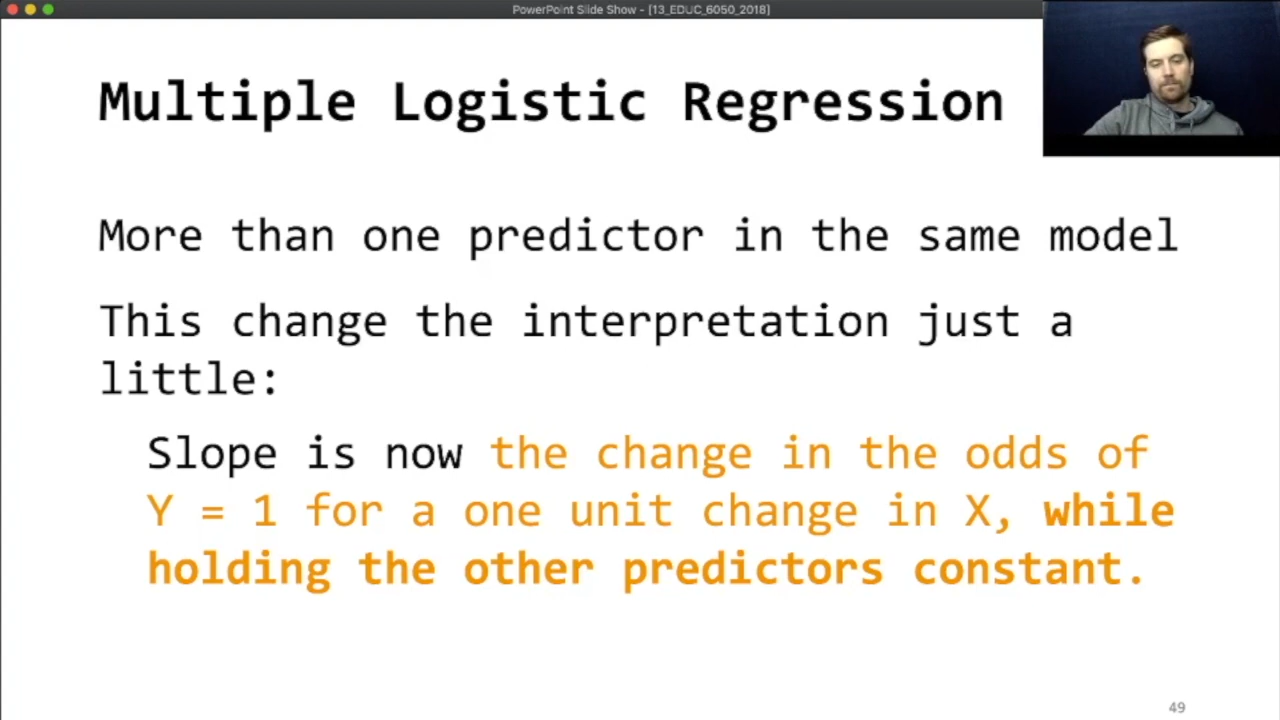 PowerPoint Slide Show - [13_EDUC_6050_2018]
Multiple Logistic Regression
More than one predictor in the same model
This change the interpretation just a
little:
Slope is now the change in the odds of
Y = 1 for a one unit change in X, while
holding the other predictors constant.
49